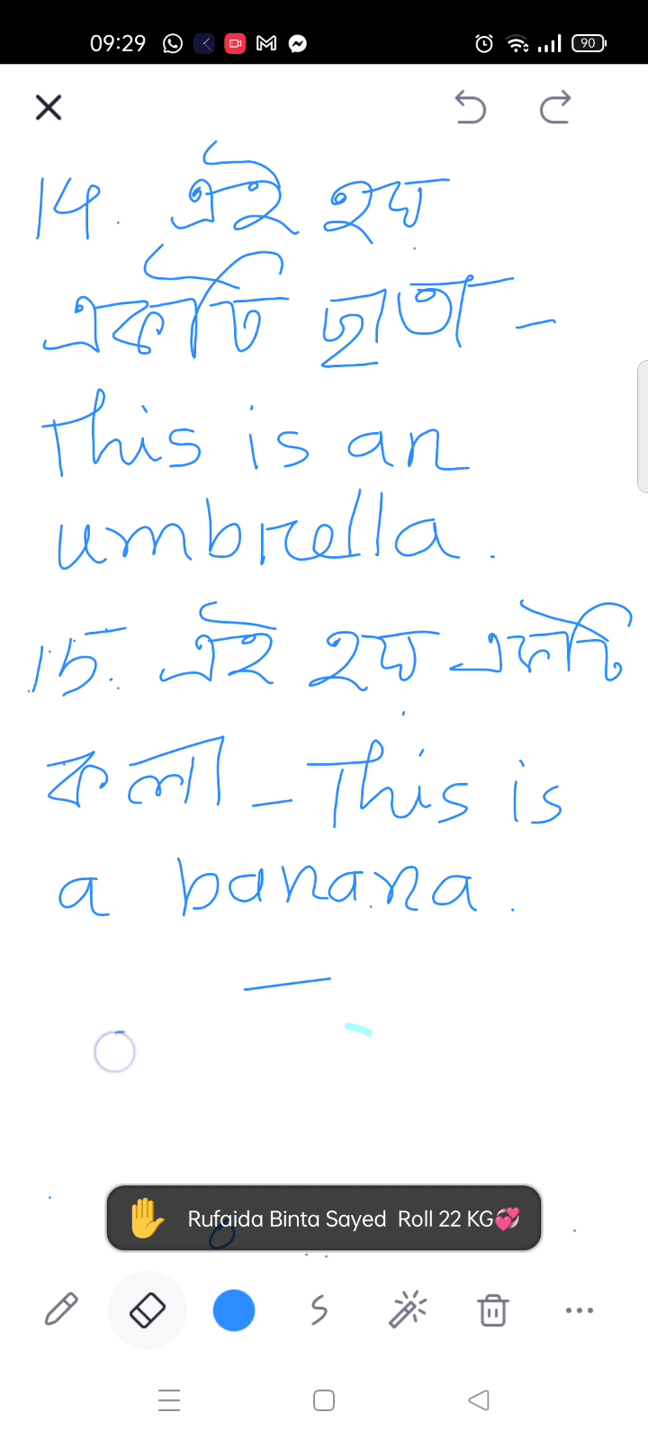 09:29
90
14. এই হয়
একটি ছাতা -
This is an
umbrella.
15. এই হয় একটি
কলা - This is
a banana.
Rufaida Binta Sayed Roll 22 KG💞